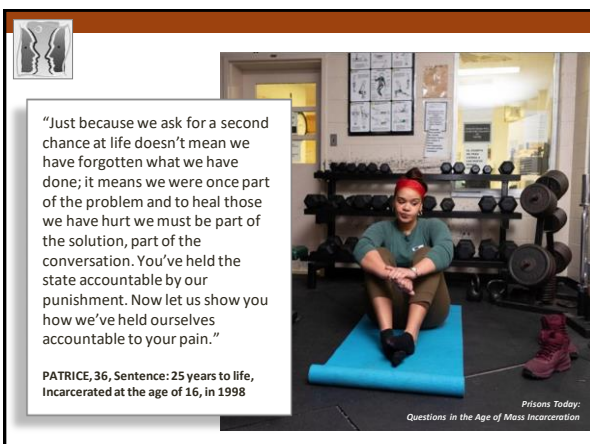 “Just because we ask for a second
chance at life doesn’t mean we
have forgotten what we have
done; it means we were once part
of the problem and to heal those
we have hurt we must be part of
the solution, part of the
conversation. You’ve held the
state accountable by our
punishment. Now let us show you
how we’ve held ourselves
accountable to your pain.”
PATRICE, 36, Sentence: 25 years to life,
Incarcerated at the age of 16, in 1998
Prisons Today:
Questions in the Age of Mass Incarceration